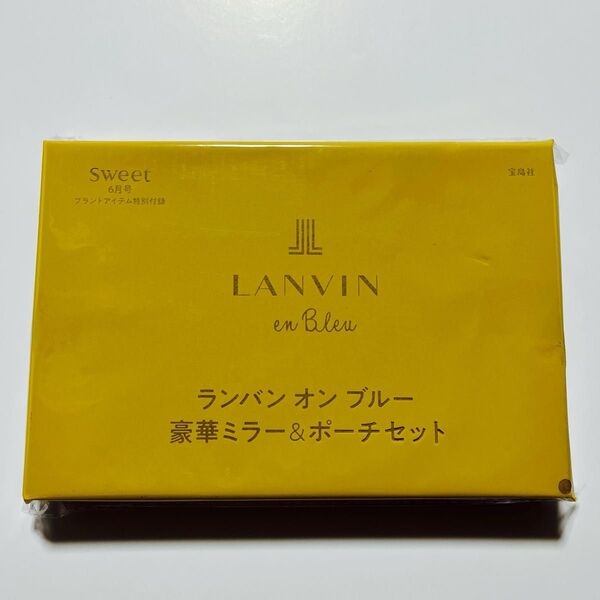 Sweet
6月号
ブランドアイテム特別付録
宝島社
LANVIN
en Bleu
ランバン オン ブルー
豪華ミラー&ポーチセット